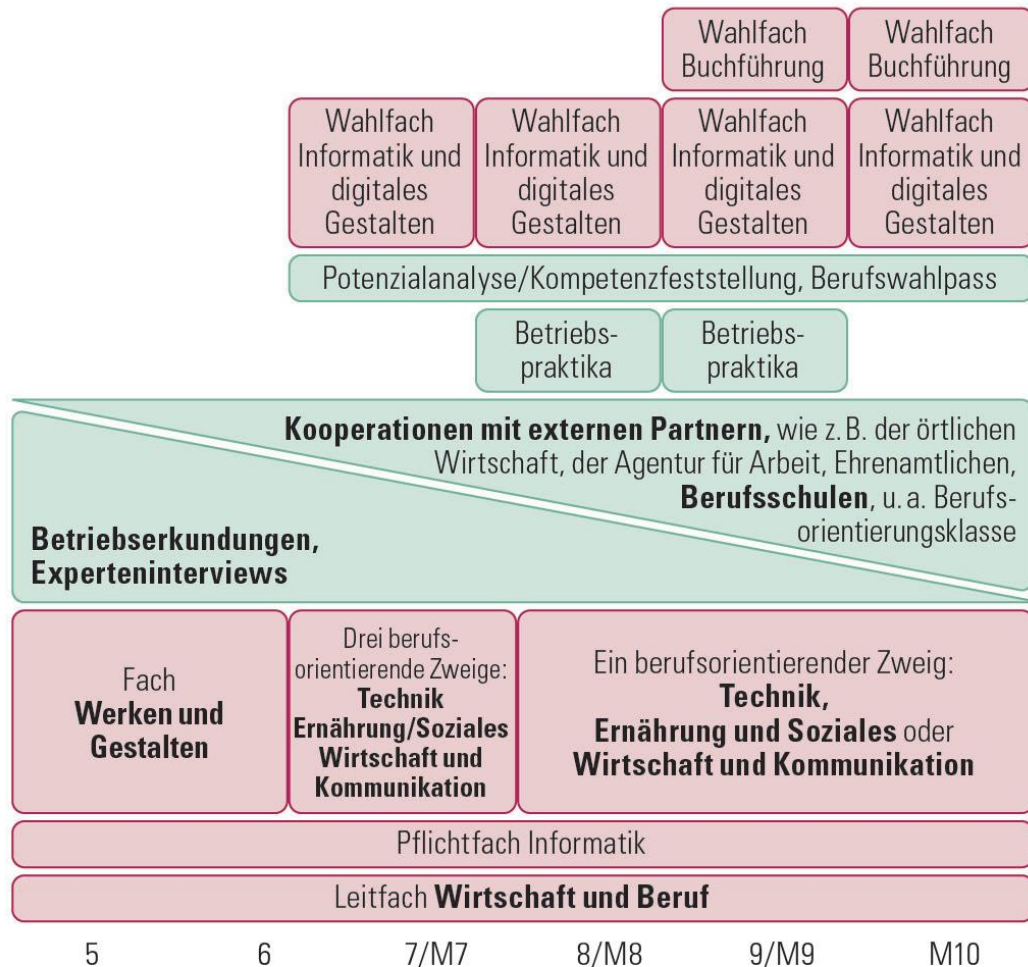 Wahlfach
Buchführung
Wahlfach
Buchführung
Wahlfach
Informatik und
digitales
Gestalten
Wahlfach
Informatik und
digitales
Gestalten
Wahlfach
Informatik und
digitales
Gestalten
Wahlfach
Informatik und
digitales
Gestalten
Potenzialanalyse/Kompetenzfeststellung, Berufswahlpass
Betriebs-
praktika
Betriebs-
praktika
Kooperationen mit externen Partnern, wie z. B. der örtlichen
Wirtschaft, der Agentur für Arbeit, Ehrenamtlichen,
Berufsschulen, u. a. Berufs-
orientierungsklasse
Betriebserkundungen,
Experteninterviews
Fach
Werken und
Gestalten
Drei berufs-
orientierende Zweige:
Technik
Ernährung/Soziales
Wirtschaft und
Kommunikation
Ein berufsorientierender Zweig:
Technik,
Ernährung und Soziales oder
Wirtschaft und Kommunikation
Pflichtfach Informatik
Leitfach Wirtschaft und Beruf
5 6 7/M7 8/M8 9/M9 M10